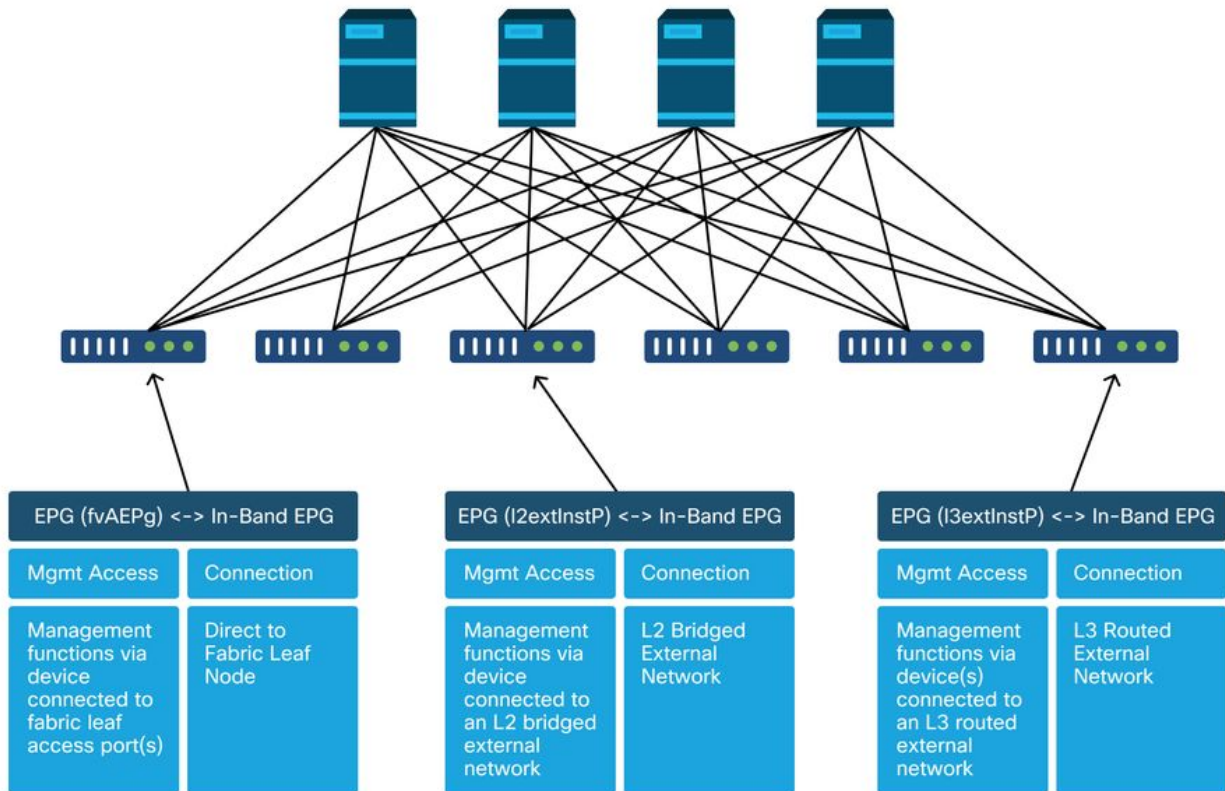 EPG (fvAEPg) <-> In-Band EPG
Mgmt Access
Connection
Management
functions via
device
connected to
fabric leaf
access port(s)
Direct to
Fabric Leaf
Node
EPG (l2extInstP) <-> In-Band EPG
Mgmt Access
Connection
Management
functions via
device
connected to
an L2 bridged
external
network
L2 Bridged
External
Network
EPG (l3extInstP) <-> In-Band EPG
Mgmt Access
Connection
Management
functions via
device(s)
connected to
an L3 routed
external
network
L3 Routed
External
Network